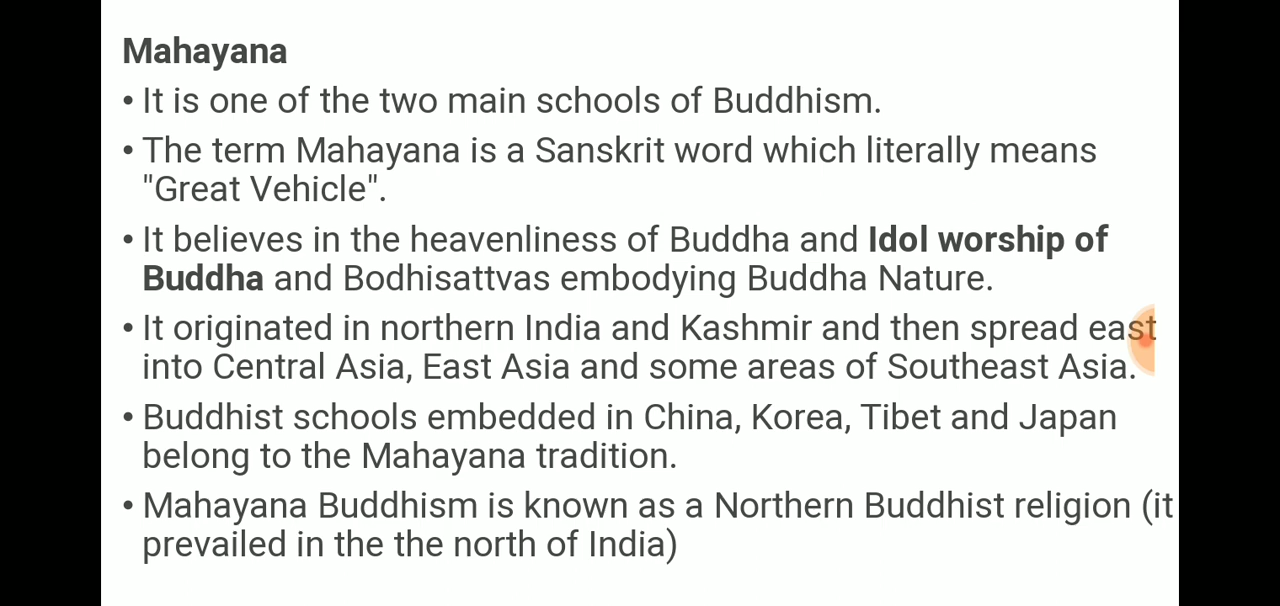 Mahayana
• It is one of the two main schools of Buddhism.
• The term Mahayana is a Sanskrit word which literally means
"Great Vehicle".
• It believes in the heavenliness of Buddha and Idol worship of
Buddha and Bodhisattvas embodying Buddha Nature.
• It originated in northern India and Kashmir and then spread east
into Central Asia, East Asia and some areas of Southeast Asia.
• Buddhist schools embedded in China, Korea, Tibet and Japan
belong to the Mahayana tradition.
• Mahayana Buddhism is known as a Northern Buddhist religion (it
prevailed in the the north of India)